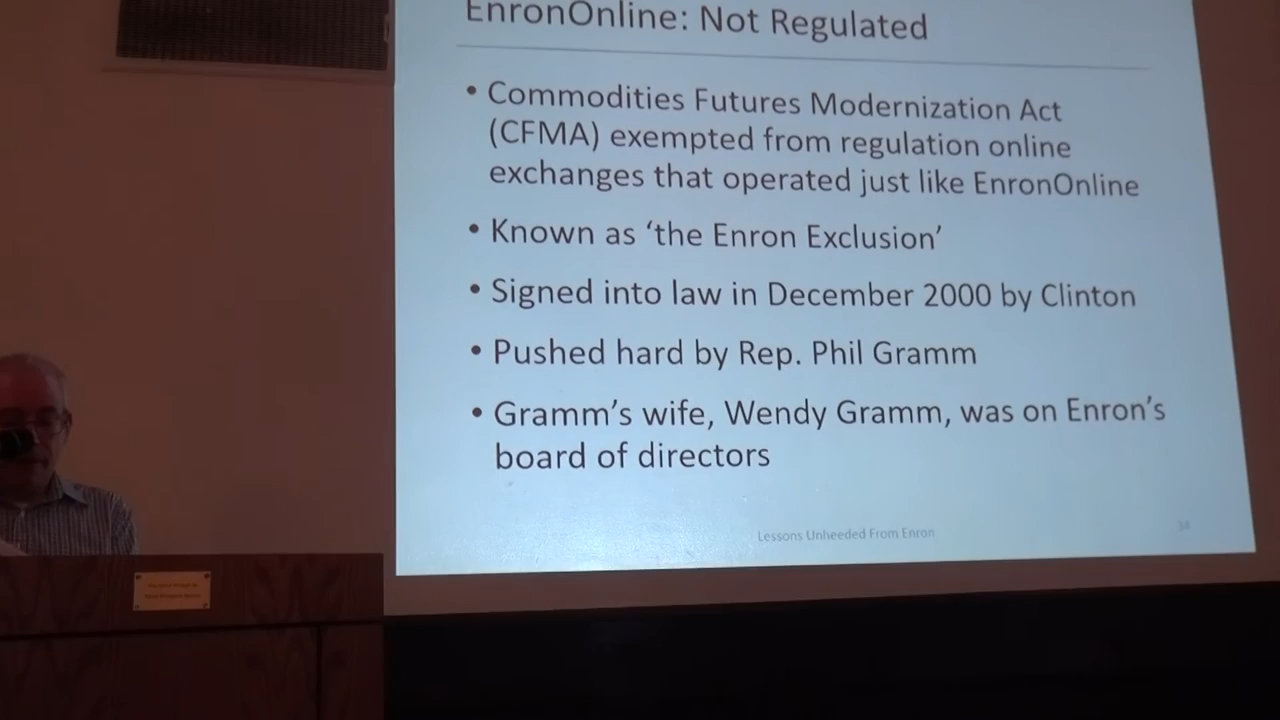 EnronOnline: Not Regulated
• Commodities Futures Modernization Act
(CFMA) exempted from regulation online
exchanges that operated just like EnronOnline
• Known as ‘the Enron Exclusion’
• Signed into law in December 2000 by Clinton
• Pushed hard by Rep. Phil Gramm
• Gramm’s wife, Wendy Gramm, was on Enron’s
board of directors
Lessons Unheeded From Enron